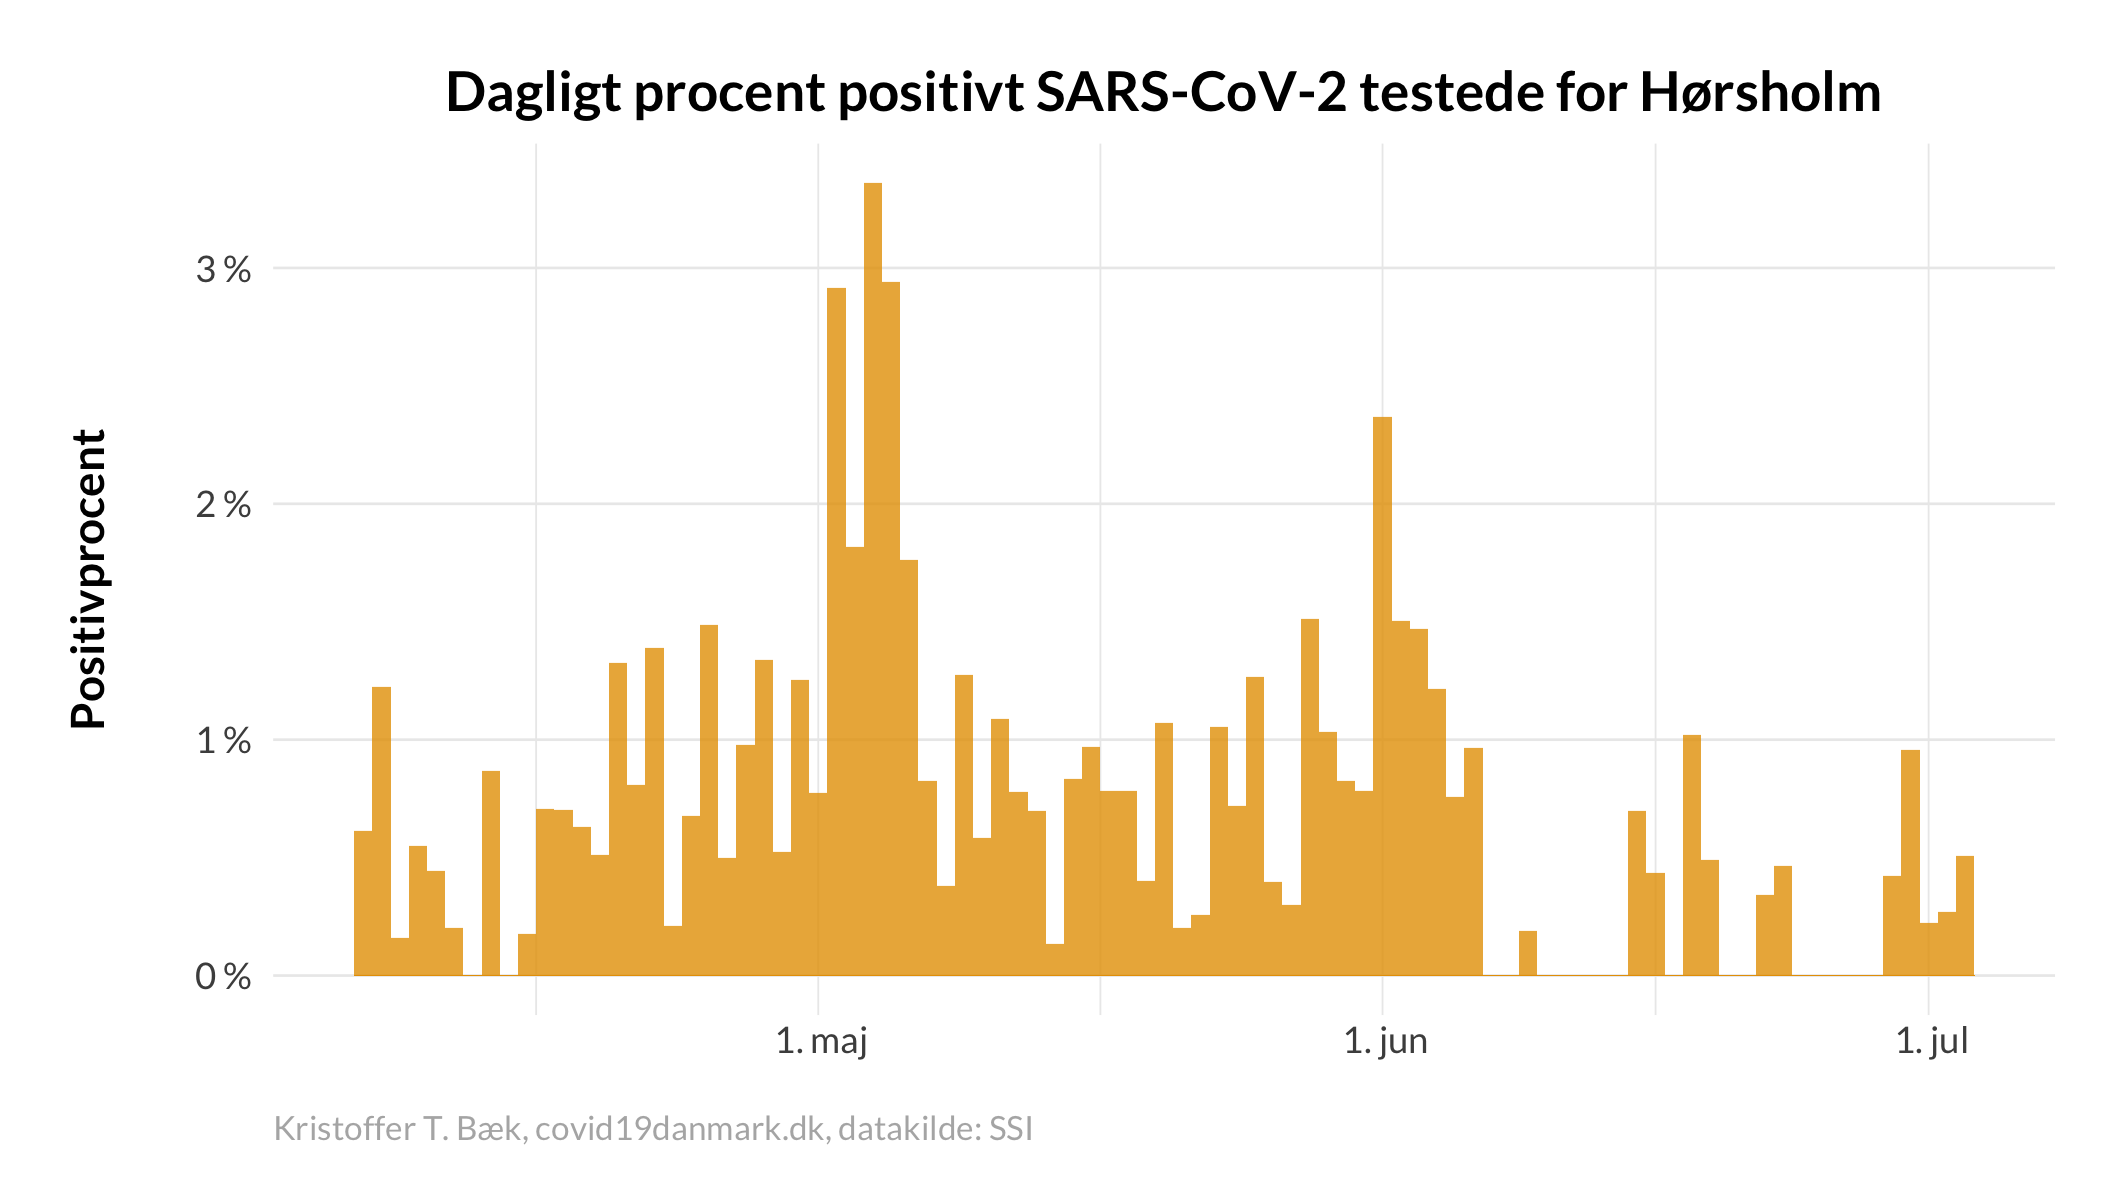 Dagligt procent positivt SARS-CoV-2 testede for Hørsholm
Positivprocent
3 %
2 %
1 %
0 %
1. maj
1. jun
1. jul
Kristoffer T. Bæk, covid19danmark.dk, datakilde: SSI